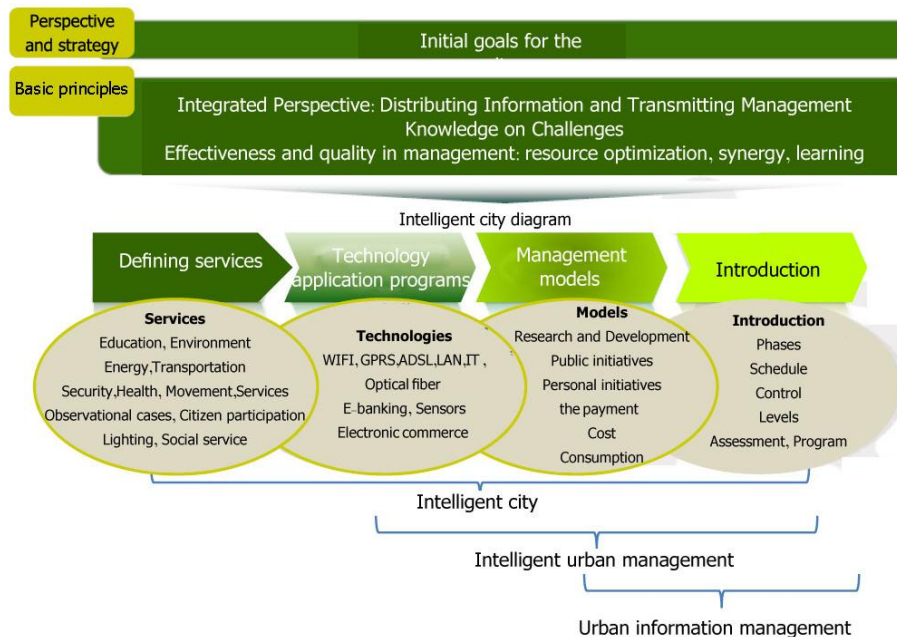 Perspective
and strategy
Initial goals for the
Basic principles
Integrated Perspective: Distributing Information and Transmitting Management
Knowledge on Challenges
Effectiveness and quality in management: resource optimization, synergy, learning
Intelligent city diagram
Defining services
Technology
application programs
Management
models
Introduction
Services
Education, Environment
Energy,Transportation
Security,Health, Movement,Services
Observational cases, Citizen participation
Lighting, Social service
Technologies
WIFI,GPRS,ADSL,LAN,IT ,
Optical fiber
E-banking, Sensors
Electronic commerce
Models
Research and Development
Public initiatives
Personal initiatives
the payment
Cost
Consumption
Introduction
Phases
Schedule
Control
Levels
Assessment, Program
Intelligent city
Intelligent urban management
Urban information management